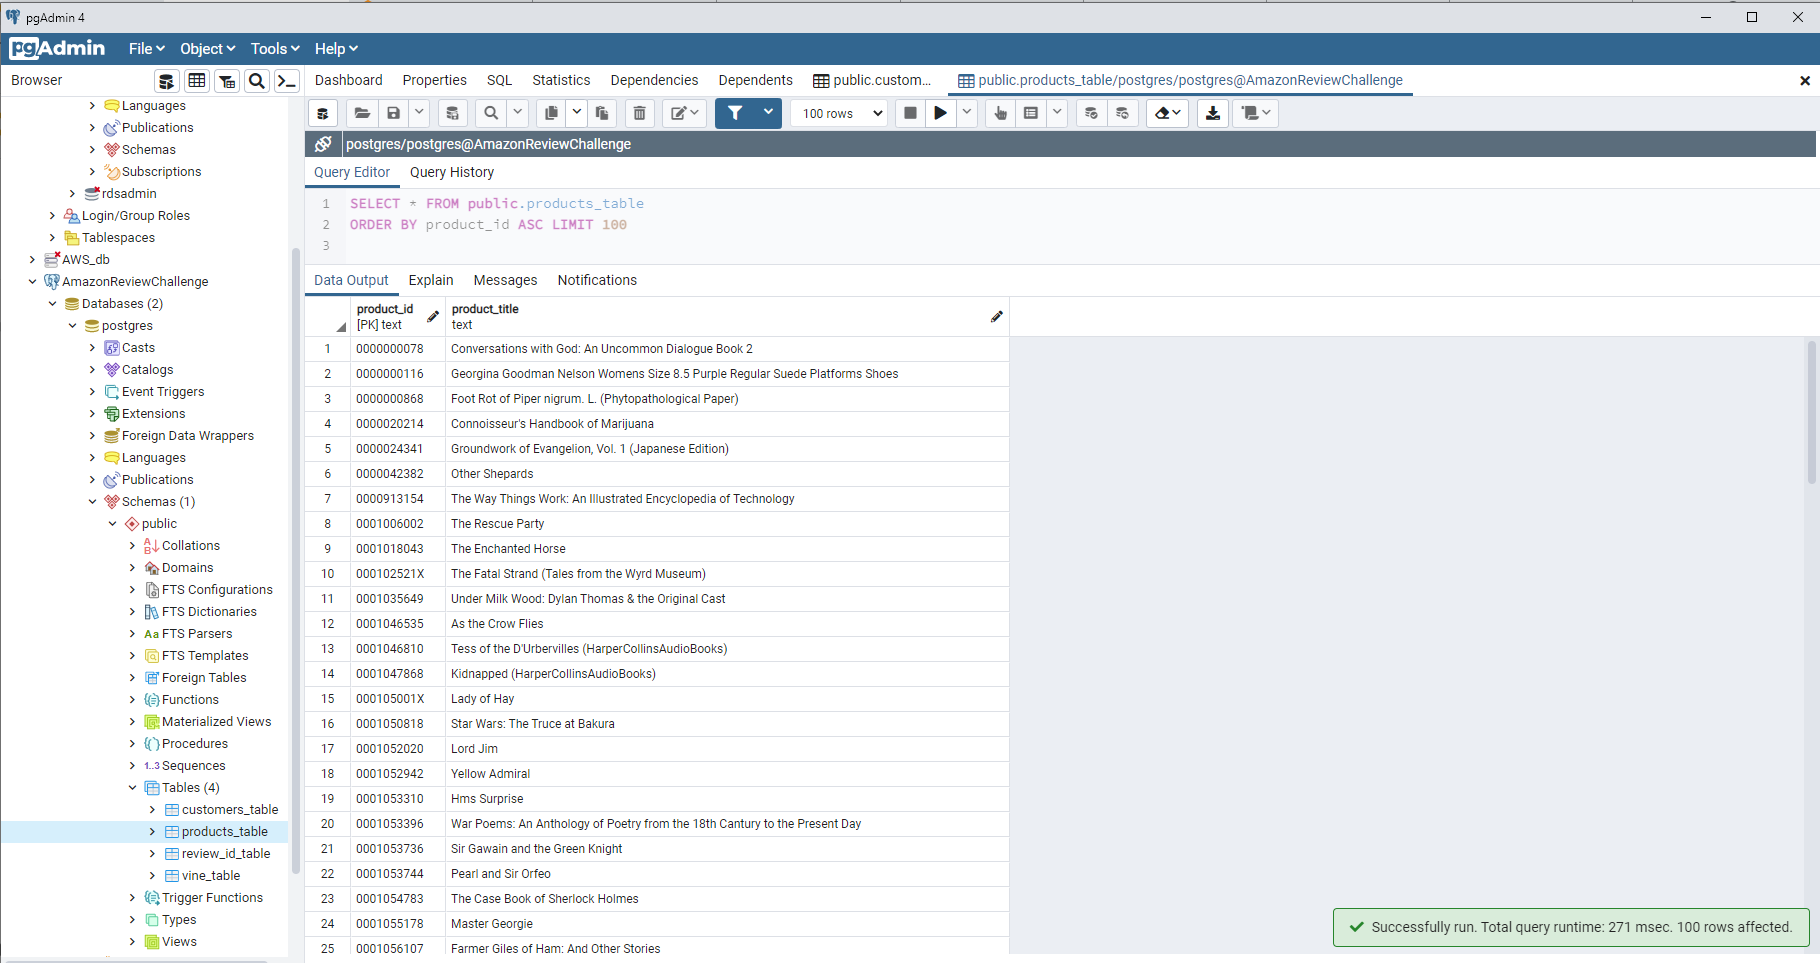 pgAdmin 4
pgAdmin File Object Tools Help
Browser
Dashboard Properties SQL Statistics Dependencies Dependents public.custom... public.products_table/postgres/postgres@AmazonReviewChallenge
100 rows
postgres/postgres@AmazonReviewChallenge
Query Editor Query History
1 SELECT * FROM public.products_table
2 ORDER BY product_id ASC LIMIT 100
3
Languages
Publications
Schemas
Subscriptions
rdsadmin
Login/Group Roles
Tablespaces
AWS_db
AmazonReviewChallenge
Databases (2)
postgres
Casts
Catalogs
Event Triggers
Extensions
Foreign Data Wrappers
Languages
Publications
Schemas (1)
public
Collations
Domains
FTS Configurations
FTS Dictionaries
Aa FTS Parsers
FTS Templates
Foreign Tables
Functions
Materialized Views
Procedures
1..3 Sequences
Tables (4)
customers_table
products_table
review_id_table
vine_table
Trigger Functions
Types
Views
Data Output Explain Messages Notifications
product_id product_title
[PK] text text
1 0000000078 Conversations with God: An Uncommon Dialogue Book 2
2 0000000116 Georgina Goodman Nelson Womens Size 8.5 Purple Regular Suede Platforms Shoes
3 0000000868 Foot Rot of Piper nigrum. L. (Phytopathological Paper)
4 0000020214 Connoisseur's Handbook of Marijuana
5 0000024341 Groundwork of Evangelion, Vol. 1 (Japanese Edition)
6 0000042382 Other Shepards
7 0000913154 The Way Things Work: An Illustrated Encyclopedia of Technology
8 0001006002 The Rescue Party
9 0001018043 The Enchanted Horse
10 000102521X The Fatal Strand (Tales from the Wyrd Museum)
11 0001035649 Under Milk Wood: Dylan Thomas & the Original Cast
12 0001046535 As the Crow Flies
13 0001046810 Tess of the D'Urbervilles (HarperCollinsAudioBooks)
14 0001047868 Kidnapped (HarperCollinsAudioBooks)
15 000105001X Lady of Hay
16 0001050818 Star Wars: The Truce at Bakura
17 0001052020 Lord Jim
18 0001052942 Yellow Admiral
19 0001053310 Hms Surprise
20 0001053396 War Poems: An Anthology of Poetry from the 18th Cantury to the Present Day
21 0001053736 Sir Gawain and the Green Knight
22 0001053744 Pearl and Sir Orfeo
23 0001054783 The Case Book of Sherlock Holmes
24 0001055178 Master Georgie
25 0001056107 Farmer Giles of Ham: And Other Stories
Successfully run. Total query runtime: 271 msec. 100 rows affected.